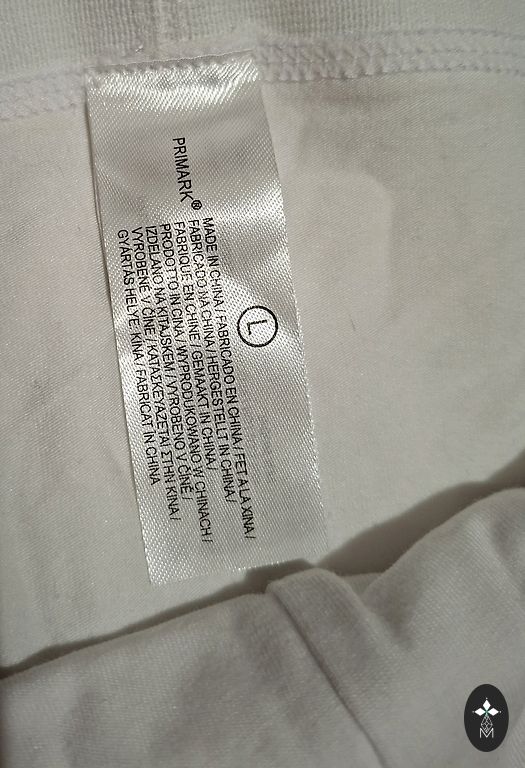 PRIMARK®
L
MADE IN CHINA / FABRICADO EN CHINA / FET A LA XINA /
FABRICADO NA CHINA / HERGESTELLT IN CHINA /
FABRIQUE EN CHINE / GEMAAKT IN CHINA /
PRODOTTO IN CINA / WYPRODUKOWANO W CHINACH /
IZDELANO NA KITAJSKEM / VYROBENO V ČÍNĚ /
VYROBENÉ V ČÍNE / ΚΑΤΑΣΚΕΥΑΖΕΤΑΙ ΣΤΗΝ ΚΙΝΑ /
GYÁRTÁS HELYE: KÍNA / FABRICAT ÎN CHINA
M